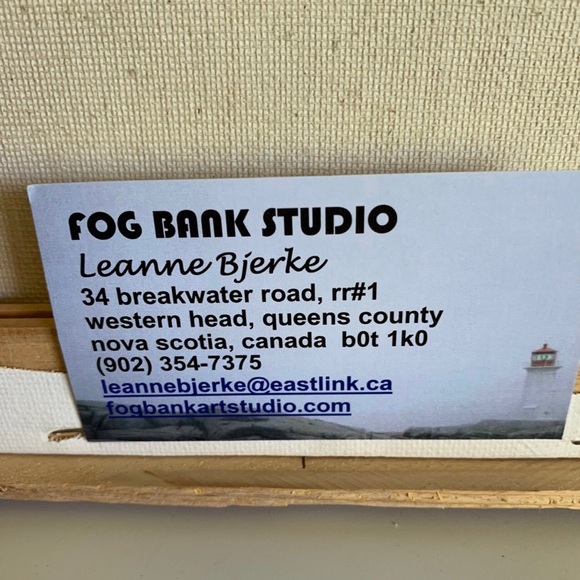 FOG BANK STUDIO
Leanne Bjerke
34 breakwater road, rr#1
western head, queens county
nova scotia, canada b0t 1k0
(902) 354-7375
leannebjerke@eastlink.ca
fogbankartstudio.com